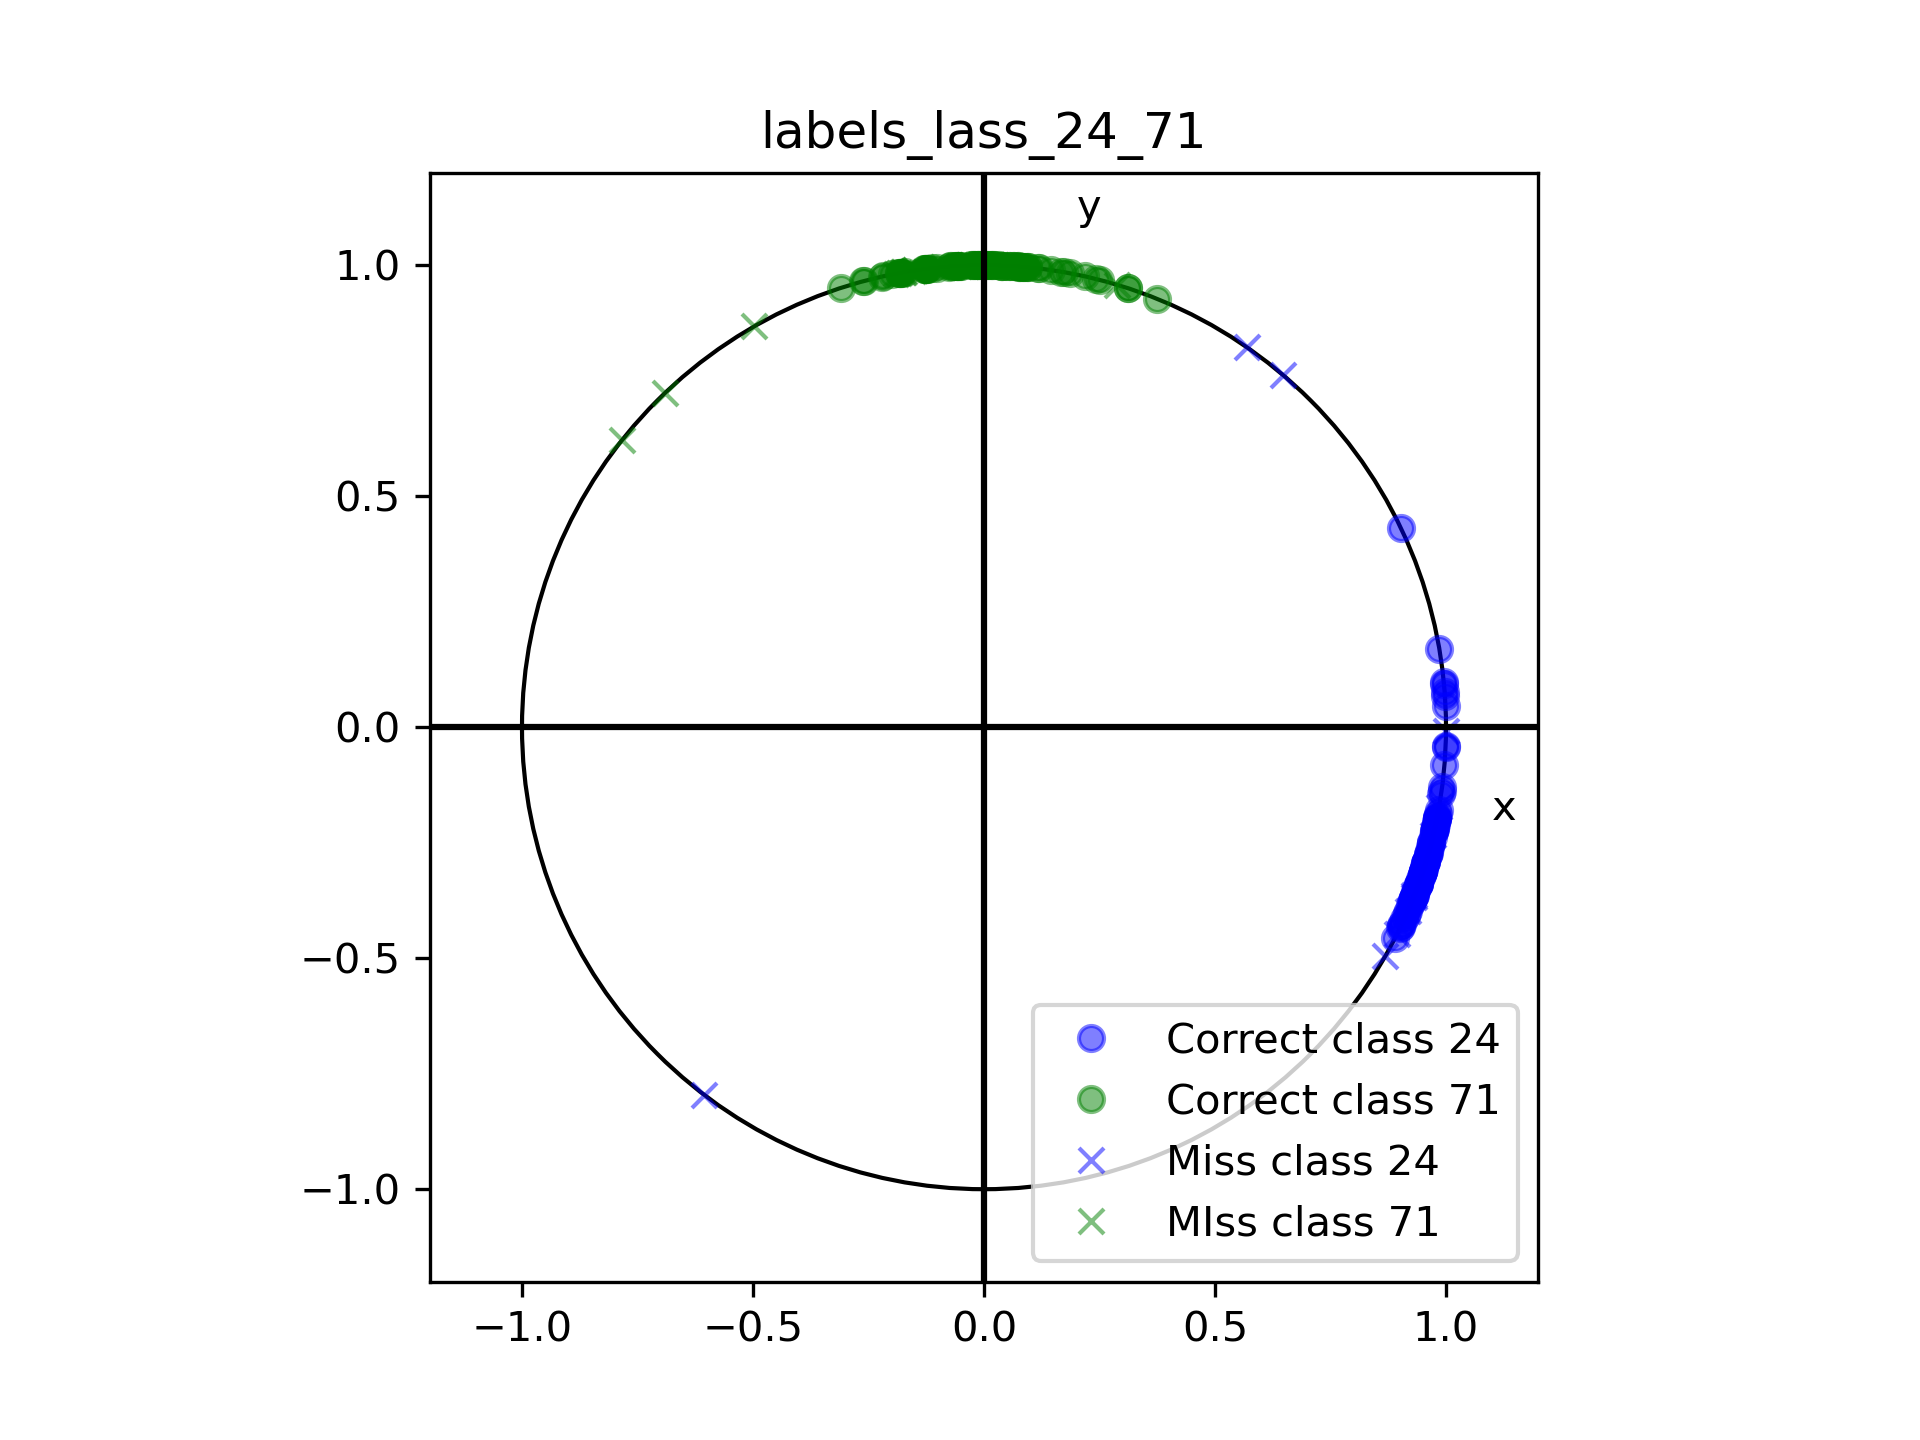 labels_lass_24_71
y
1.0
0.5
0.0
−0.5
−1.0
x
Correct class 24
Correct class 71
Miss class 24
MIss class 71
−1.0 −0.5 0.0 0.5 1.0